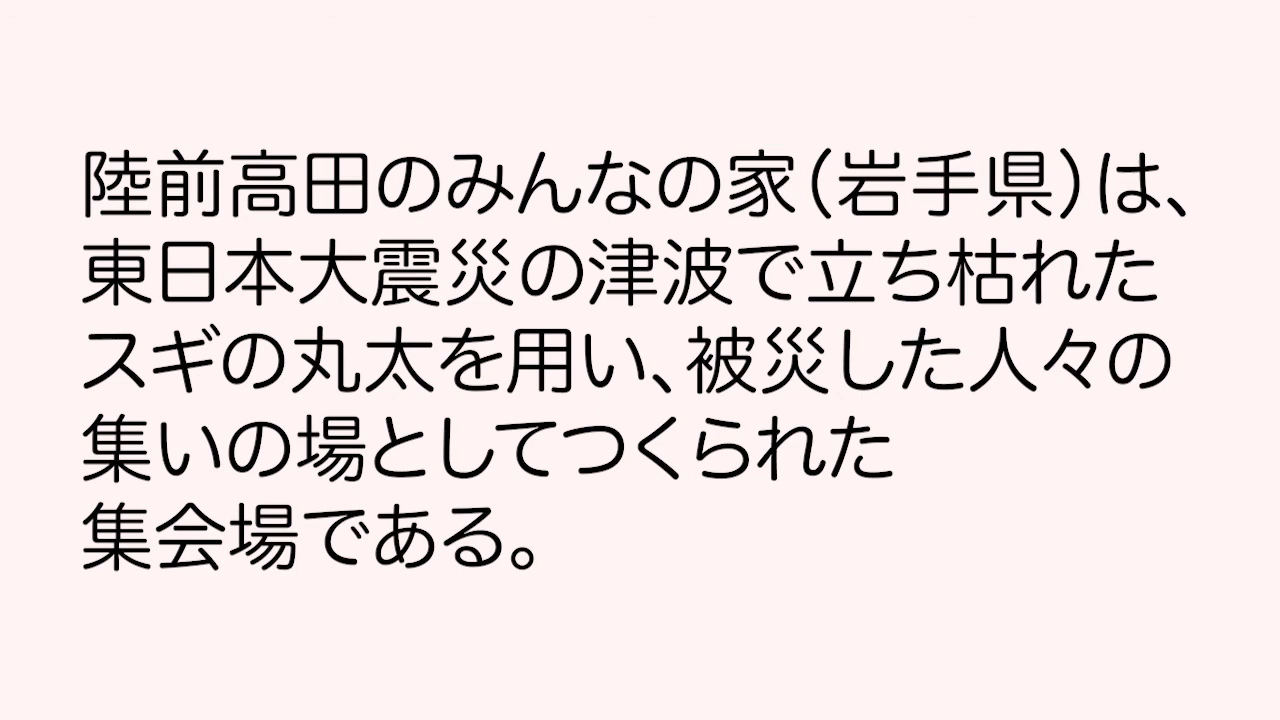 陸前高田のみんなの家（岩手県）は、
東日本大震災の津波で立ち枯れた
スギの丸太を用い、被災した人々の
集いの場としてつくられた
集会場である。